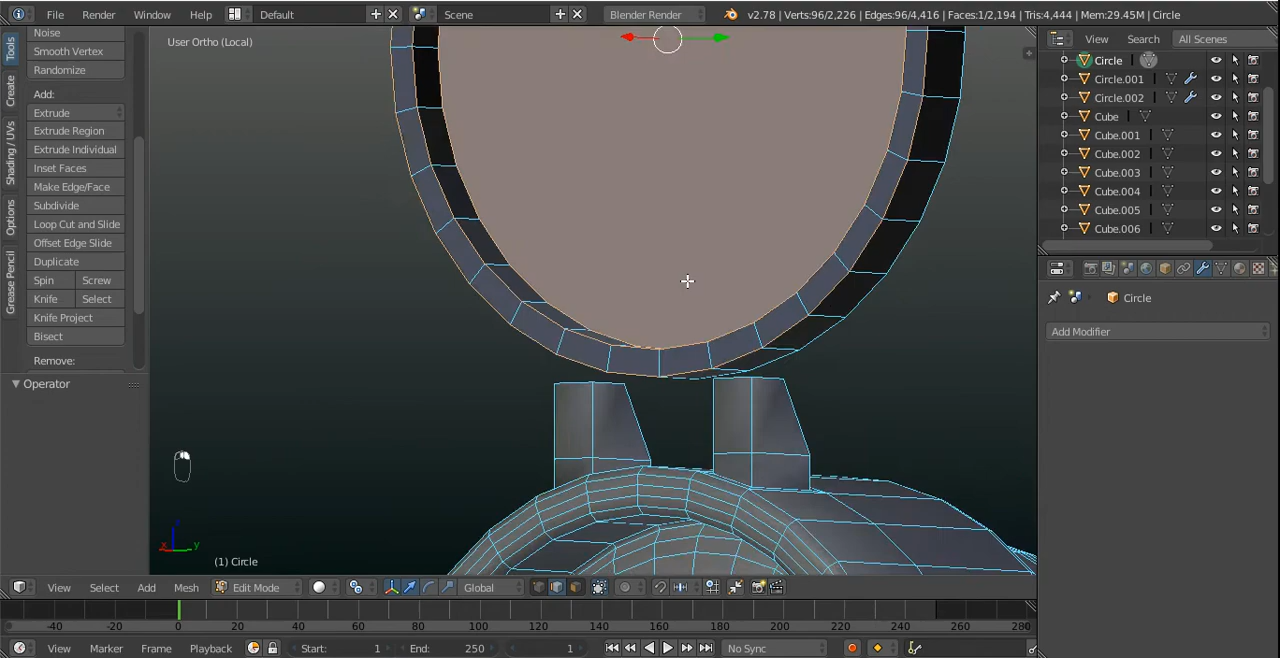 File Render Window Help Default Scene Blender Render v2.78 | Verts:96/2,226 | Edges:96/4,416 | Faces:1/2,194 | Tris:4,444 | Mem:29.45M | Circle
User Ortho (Local)
View Search All Scenes
Tools
Create
Shading / UVs
Options
Grease Pencil
Noise
Smooth Vertex
Randomize
Add:
Extrude
Extrude Region
Extrude Individual
Inset Faces
Make Edge/Face
Subdivide
Loop Cut and Slide
Offset Edge Slide
Duplicate
Spin Screw
Knife Select
Knife Project
Bisect
Remove:
Operator
Circle
Circle.001
Circle.002
Cube
Cube.001
Cube.002
Cube.003
Cube.004
Cube.005
Cube.006
Circle
Add Modifier
z
x y
(1) Circle
View Select Add Mesh Edit Mode Global
-40 -20 0 20 40 60 80 100 120 140 160 180 200 220 240 260 280
View Marker Frame Playback Start: 1 End: 250 1 No Sync